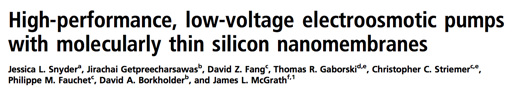 High-performance, low-voltage electroosmotic pumps
with molecularly thin silicon nanomembranes
Jessica L. Snyderᵃ, Jirachai Getpreecharsawasᵇ, David Z. Fangᶜ, Thomas R. Gaborskiᵈ,ᵉ, Christopher C. Striemerᶜ,ᵉ,
Philippe M. Fauchetᶜ, David A. Borkholderᵇ, and James L. McGrathᶠ,¹